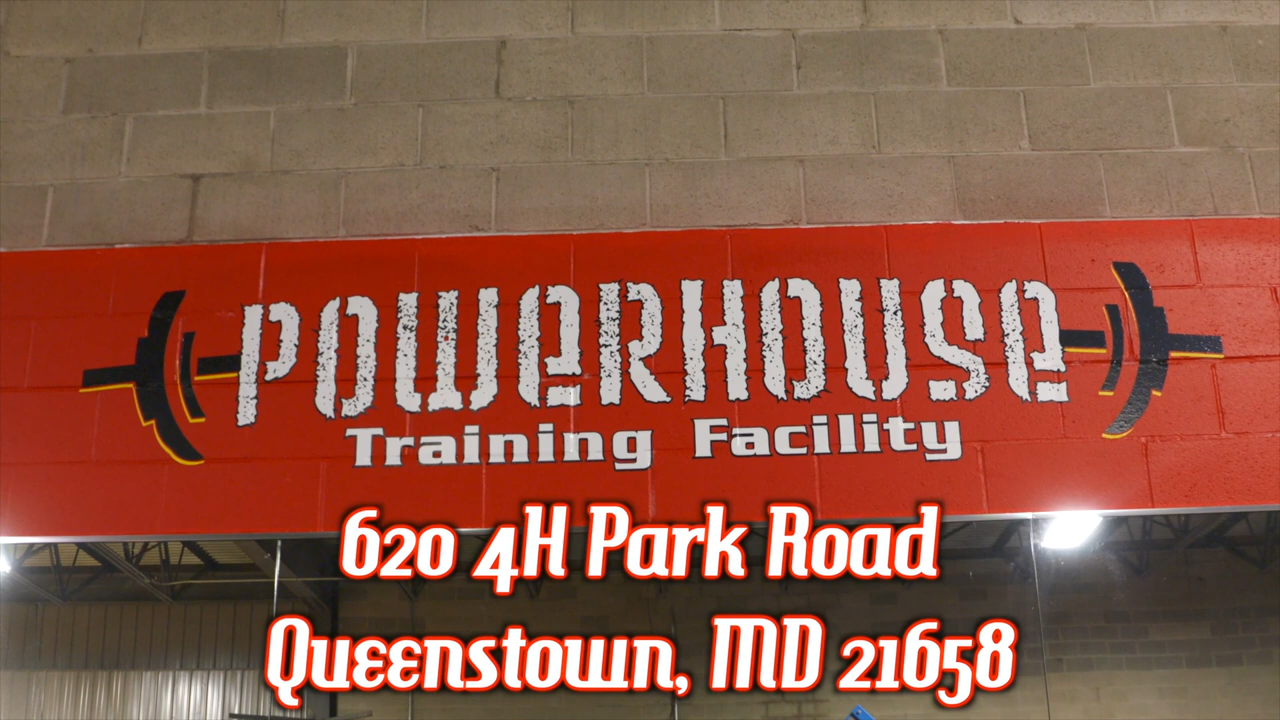 POWERHOUSE
Training Facility
620 4H Park Road
Queenstown, MD 21658